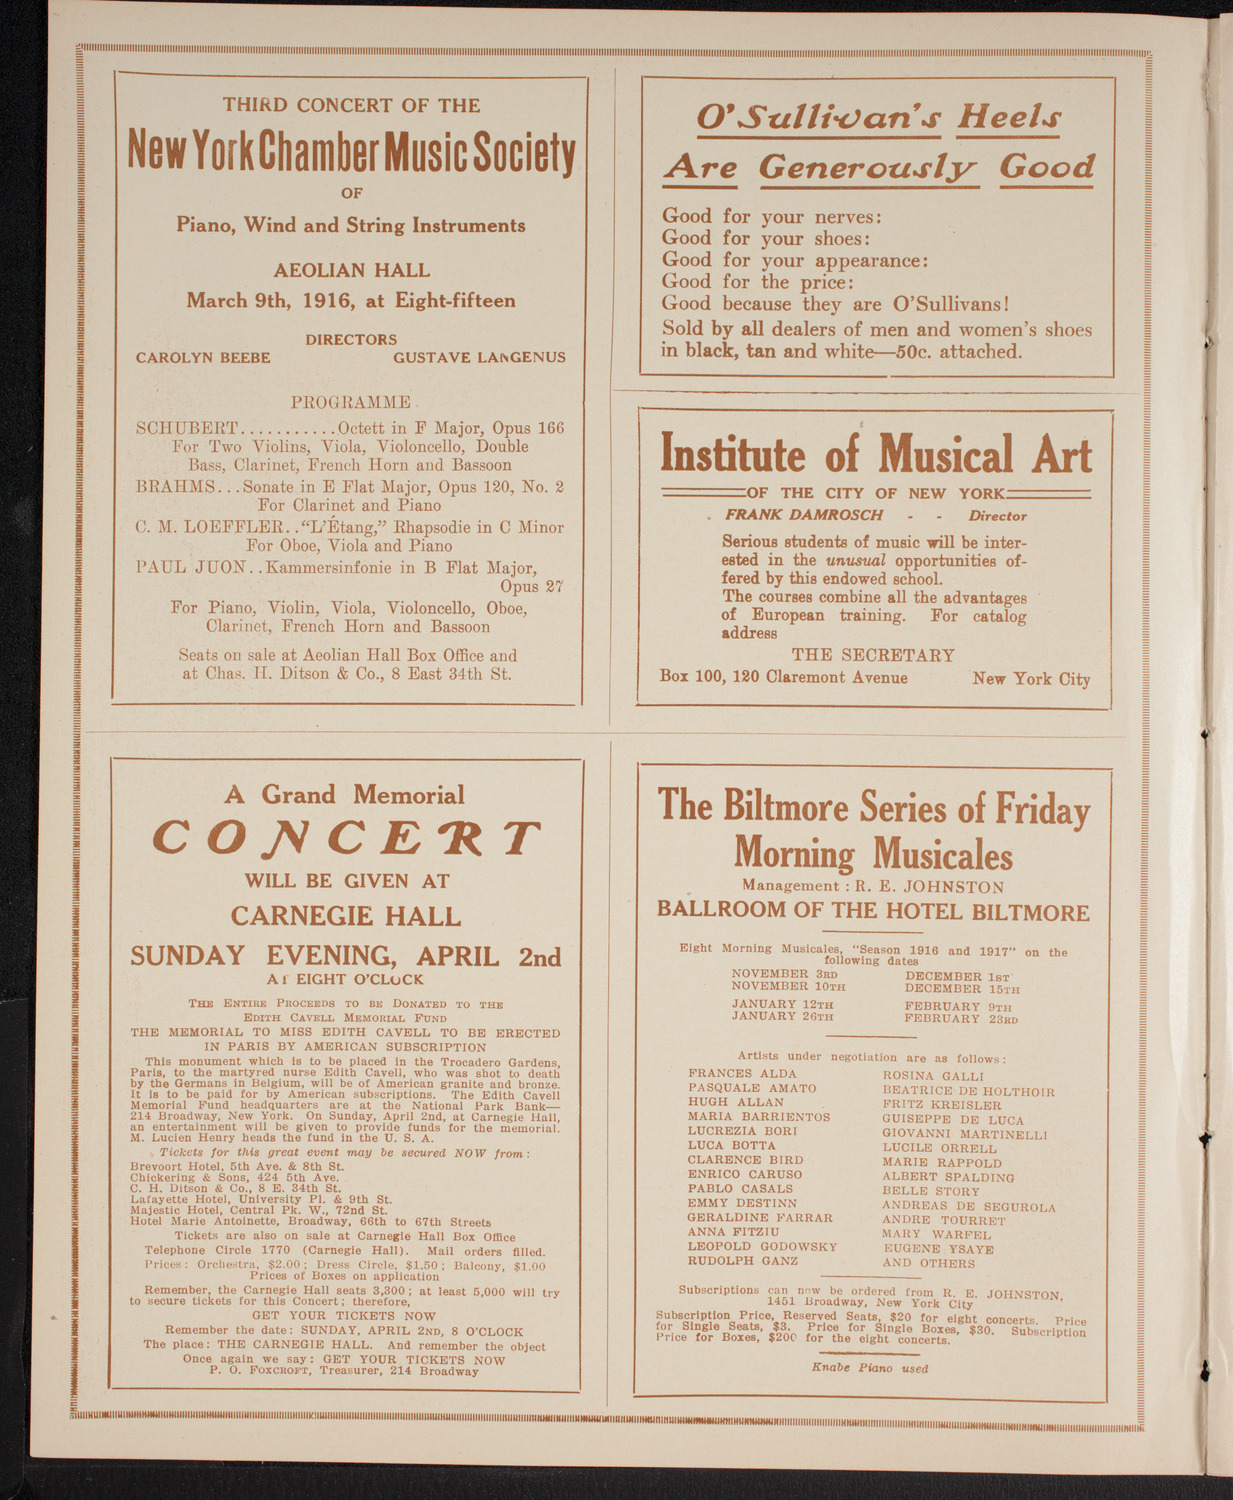 THIRD CONCERT OF THE
New York Chamber Music Society
OF
Piano, Wind and String Instruments
AEOLIAN HALL
March 9th, 1916, at Eight-fifteen
DIRECTORS
CAROLYN BEEBE GUSTAVE LANGENUS
PROGRAMME
SCHUBERT...........Octett in F Major, Opus 166
For Two Violins, Viola, Violoncello, Double
Bass, Clarinet, French Horn and Bassoon
BRAHMS...Sonate in E Flat Major, Opus 120, No. 2
For Clarinet and Piano
C. M. LOEFFLER.."L'Étang," Rhapsodie in C Minor
For Oboe, Viola and Piano
PAUL JUON..Kammersinfonie in B Flat Major,
Opus 27
For Piano, Violin, Viola, Violoncello, Oboe,
Clarinet, French Horn and Bassoon
Seats on sale at Aeolian Hall Box Office and
at Chas. H. Ditson & Co., 8 East 34th St.
O'Sullivan's Heels
Are Generously Good
Good for your nerves:
Good for your shoes:
Good for your appearance:
Good for the price:
Good because they are O'Sullivans!
Sold by all dealers of men and women's shoes
in black, tan and white—50c. attached.
Institute of Musical Art
OF THE CITY OF NEW YORK
FRANK DAMROSCH - - Director
Serious students of music will be inter-
ested in the unusual opportunities of-
fered by this endowed school.
The courses combine all the advantages
of European training. For catalog
address
THE SECRETARY
Box 100, 120 Claremont Avenue New York City
A Grand Memorial
CONCERT
WILL BE GIVEN AT
CARNEGIE HALL
SUNDAY EVENING, APRIL 2nd
AT EIGHT O'CLOCK
THE ENTIRE PROCEEDS TO BE DONATED TO THE
EDITH CAVELL MEMORIAL FUND
THE MEMORIAL TO MISS EDITH CAVELL TO BE ERECTED
IN PARIS BY AMERICAN SUBSCRIPTION
This monument which is to be placed in the Trocadero Gardens,
Paris, to the martyred nurse Edith Cavell, who was shot to death
by the Germans in Belgium, will be of American granite and bronze.
It is to be paid for by American subscriptions. The Edith Cavell
Memorial Fund headquarters are at the National Park Bank—
214 Broadway, New York. On Sunday, April 2nd, at Carnegie Hall,
an entertainment will be given to provide funds for the memorial.
M. Lucien Henry heads the fund in the U. S. A.
Tickets for this great event may be secured NOW from:
Brevoort Hotel, 5th Ave. & 8th St.
Chickering & Sons, 424 5th Ave.
C. H. Ditson & Co., 8 E. 34th St.
Lafayette Hotel, University Pl. & 9th St.
Majestic Hotel, Central Pk. W., 72nd St.
Hotel Marie Antoinette, Broadway, 66th to 67th Streets
Tickets are also on sale at Carnegie Hall Box Office
Telephone Circle 1770 (Carnegie Hall). Mail orders filled.
Prices: Orchestra, $2.00; Dress Circle, $1.50; Balcony, $1.00
Prices of Boxes on application
Remember, the Carnegie Hall seats 3,300; at least 5,000 will try
to secure tickets for this Concert; therefore,
GET YOUR TICKETS NOW
Remember the date: SUNDAY, APRIL 2ND, 8 O'CLOCK
The place: THE CARNEGIE HALL. And remember the object
Once again we say: GET YOUR TICKETS NOW
P. O. FOXCROFT, Treasurer, 214 Broadway
The Biltmore Series of Friday
Morning Musicales
Management: R. E. JOHNSTON
BALLROOM OF THE HOTEL BILTMORE
Eight Morning Musicales, "Season 1916 and 1917" on the
following dates
NOVEMBER 3RD DECEMBER 1ST
NOVEMBER 10TH DECEMBER 15TH
JANUARY 12TH FEBRUARY 9TH
JANUARY 26TH FEBRUARY 23RD
Artists under negotiation are as follows:
FRANCES ALDA ROSINA GALLI
PASQUALE AMATO BEATRICE DE HOLTHOIR
HUGH ALLAN FRITZ KREISLER
MARIA BARRIENTOS GUISEPPE DE LUCA
LUCREZIA BORI GIOVANNI MARTINELLI
LUCA BOTTA LUCILE ORRELL
CLARENCE BIRD MARIE RAPPOLD
ENRICO CARUSO ALBERT SPALDING
PABLO CASALS BELLE STORY
EMMY DESTINN ANDREAS DE SEGUROLA
GERALDINE FARRAR ANDRE TOURRET
ANNA FITZIU MARY WARFEL
LEOPOLD GODOWSKY EUGENE YSAYE
RUDOLPH GANZ AND OTHERS
Subscriptions can now be ordered from R. E. JOHNSTON,
1451 Broadway, New York City
Subscription Price, Reserved Seats, $20 for eight concerts. Price
for Single Seats, $3. Price for Single Boxes, $30. Subscription
Price for Boxes, $200 for the eight concerts.
Knabe Piano used